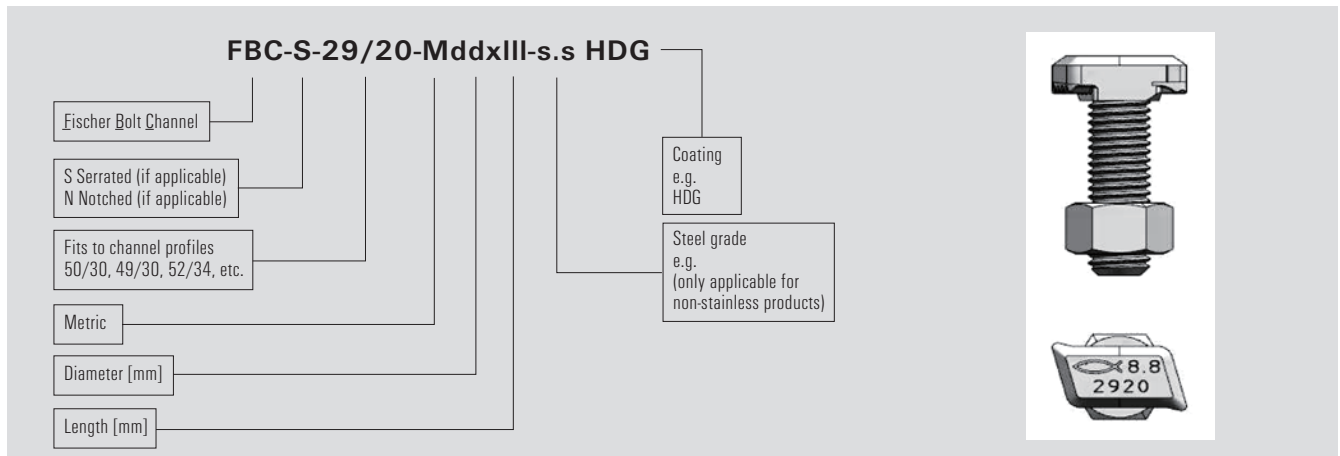 FBC-S-29/20-Mddxlll-s.s HDG
Fischer Bolt Channel
S Serrated (if applicable)
N Notched (if applicable)
Fits to channel profiles
50/30, 49/30, 52/34, etc.
Metric
Diameter [mm]
Length [mm]
Coating
e.g.
HDG
Steel grade
e.g.
(only applicable for
non-stainless products)
8.8
2920